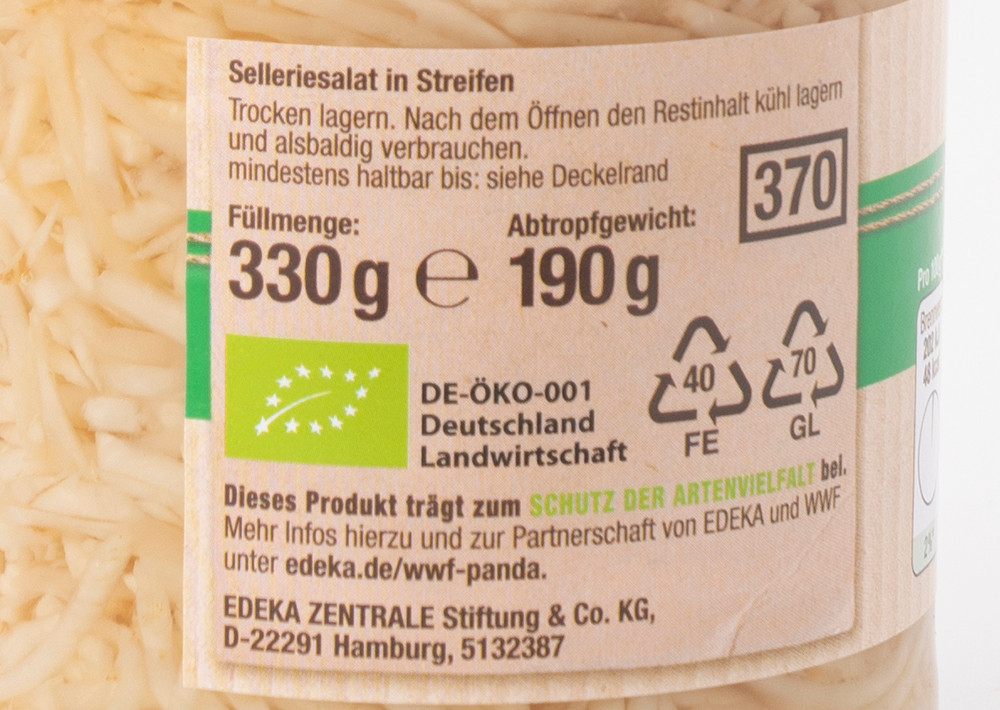 Selleriesalat in Streifen
Trocken lagern. Nach dem Öffnen den Restinhalt kühl lagern
und alsbaldig verbrauchen.
mindestens haltbar bis: siehe Deckelrand
370
Füllmenge: Abtropfgewicht:
330 g ℮ 190 g
DE-ÖKO-001
Deutschland
Landwirtschaft
40
FE
70
GL
Dieses Produkt trägt zum SCHUTZ DER ARTENVIELFALT bei.
Mehr Infos hierzu und zur Partnerschaft von EDEKA und WWF
unter edeka.de/wwf-panda.
EDEKA ZENTRALE Stiftung & Co. KG,
D-22291 Hamburg, 5132387
Pro